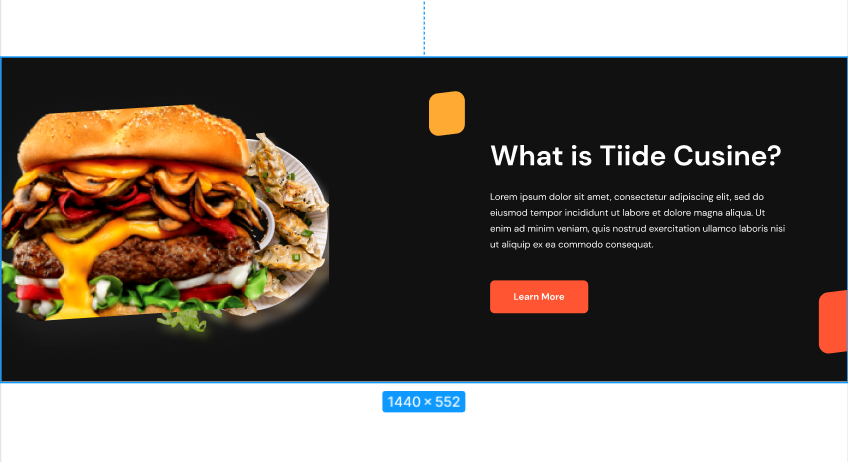 What is Tiide Cusine?
Lorem ipsum dolor sit amet, consectetur adipiscing elit, sed do
eiusmod tempor incididunt ut labore et dolore magna aliqua. Ut
enim ad minim veniam, quis nostrud exercitation ullamco laboris nisi
ut aliquip ex ea commodo consequat.
Learn More
1440 × 552